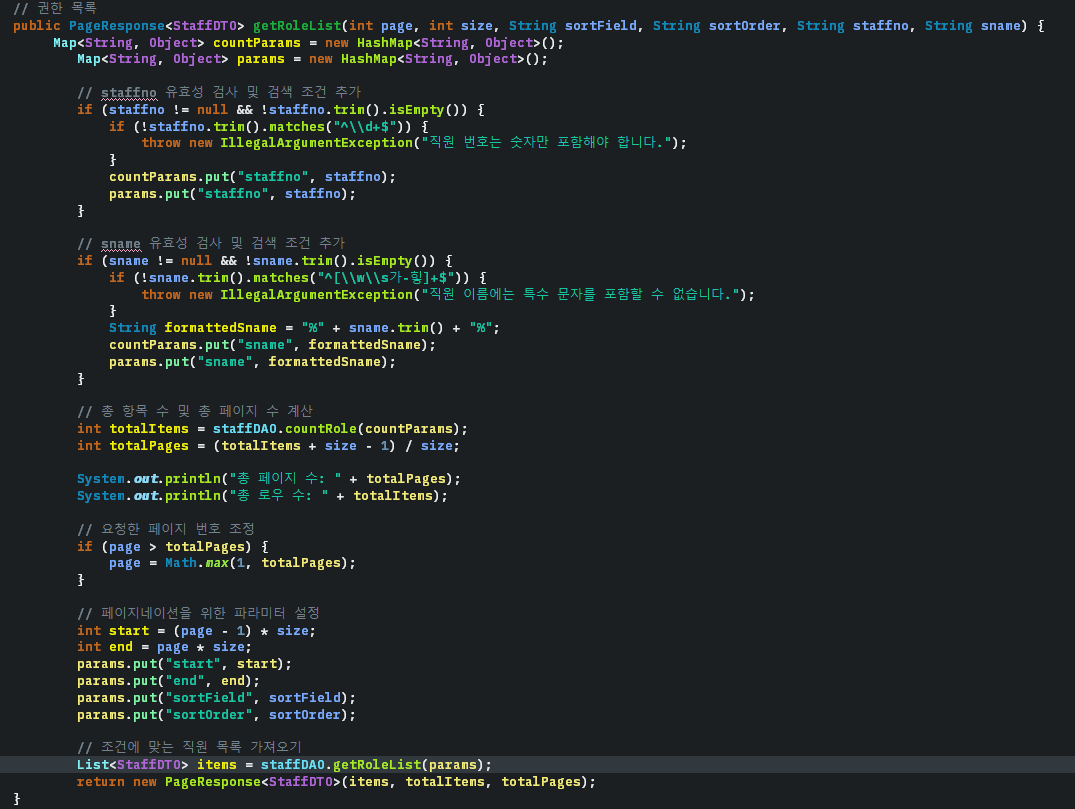 // 권한 목록
public PageResponse<StaffDTO> getRoleList(int page, int size, String sortField, String sortOrder, String staffno, String sname) {
Map<String, Object> countParams = new HashMap<String, Object>();
Map<String, Object> params = new HashMap<String, Object>();
// staffno 유효성 검사 및 검색 조건 추가
if (staffno != null && !staffno.trim().isEmpty()) {
if (!staffno.trim().matches("^\\d+$")) {
throw new IllegalArgumentException("직원 번호는 숫자만 포함해야 합니다.");
}
countParams.put("staffno", staffno);
params.put("staffno", staffno);
}
// sname 유효성 검사 및 검색 조건 추가
if (sname != null && !sname.trim().isEmpty()) {
if (!sname.trim().matches("^[\\w\\s가-힣]+$")) {
throw new IllegalArgumentException("직원 이름에는 특수 문자를 포함할 수 없습니다.");
}
String formattedSname = "%" + sname.trim() + "%";
countParams.put("sname", formattedSname);
params.put("sname", formattedSname);
}
// 총 항목 수 및 총 페이지 수 계산
int totalItems = staffDAO.countRole(countParams);
int totalPages = (totalItems + size - 1) / size;
System.out.println("총 페이지 수: " + totalPages);
System.out.println("총 로우 수: " + totalItems);
// 요청한 페이지 번호 조정
if (page > totalPages) {
page = Math.max(1, totalPages);
}
// 페이지네이션을 위한 파라미터 설정
int start = (page - 1) * size;
int end = page * size;
params.put("start", start);
params.put("end", end);
params.put("sortField", sortField);
params.put("sortOrder", sortOrder);
// 조건에 맞는 직원 목록 가져오기
List<StaffDTO> items = staffDAO.getRoleList(params);
return new PageResponse<StaffDTO>(items, totalItems, totalPages);
}